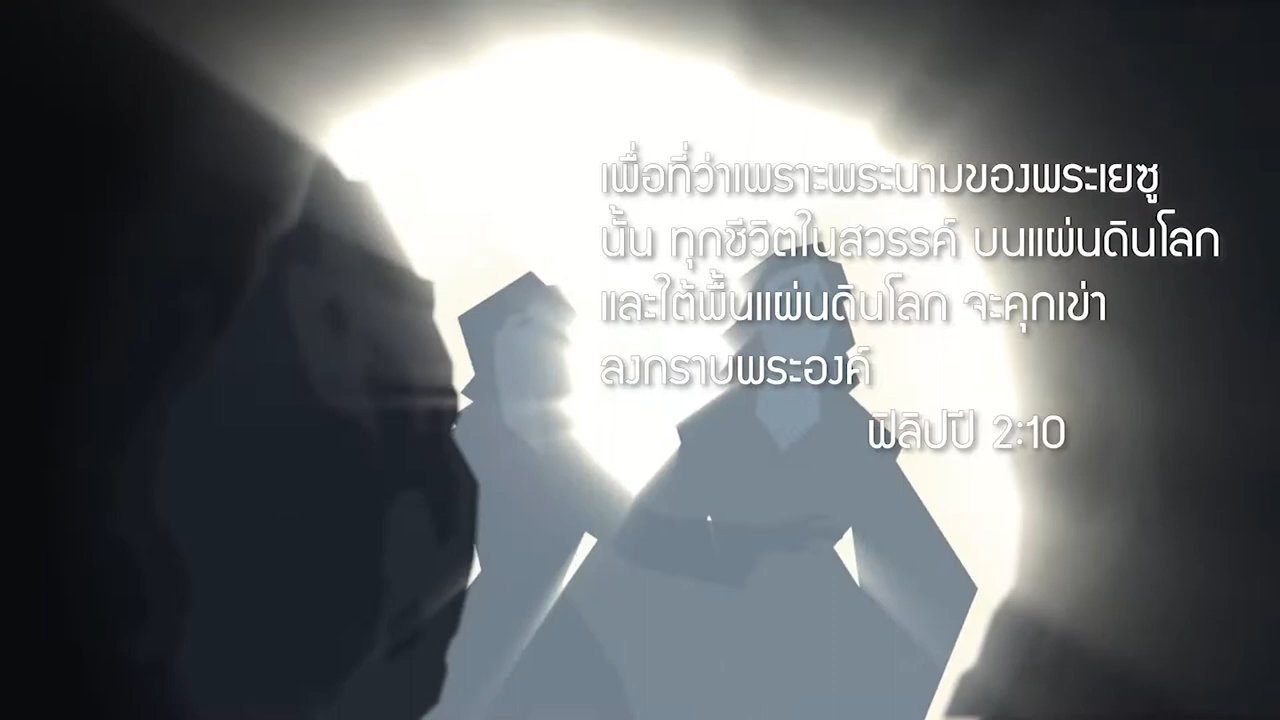 เพื่อที่ว่าเพราะพระนามของพระเยซู
นั้น ทุกชีวิตในสวรรค์ บนแผ่นดินโลก
และใต้พื้นแผ่นดินโลก จะคุกเข่า
ลงกราบพระองค์
ฟิลิปปี 2:10